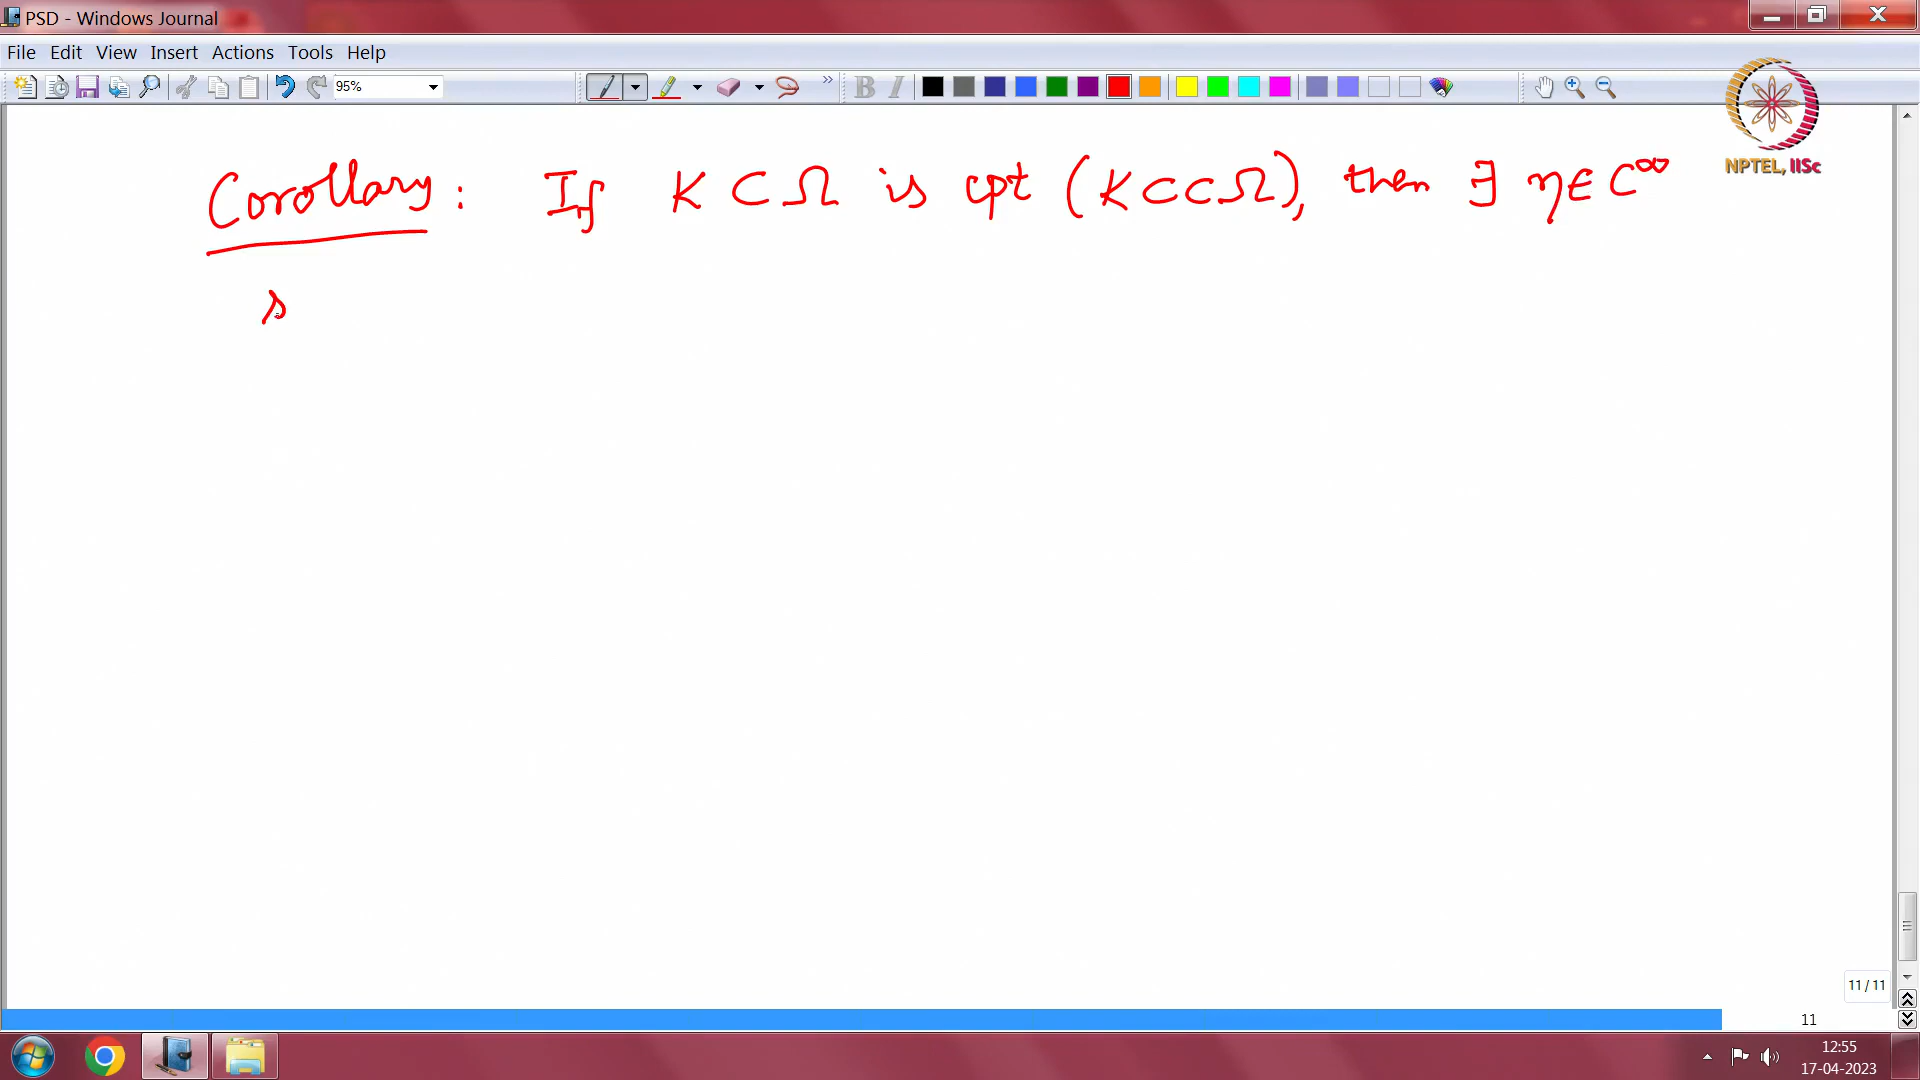 PSD - Windows Journal
File Edit View Insert Actions Tools Help
95%
B I
NPTEL, IISc
Corollary : If K ⊂ Ω is cpt (K ⊂⊂ Ω), then ∃ η ∈ C^∞
s
11 / 11
11
12:55
17-04-2023